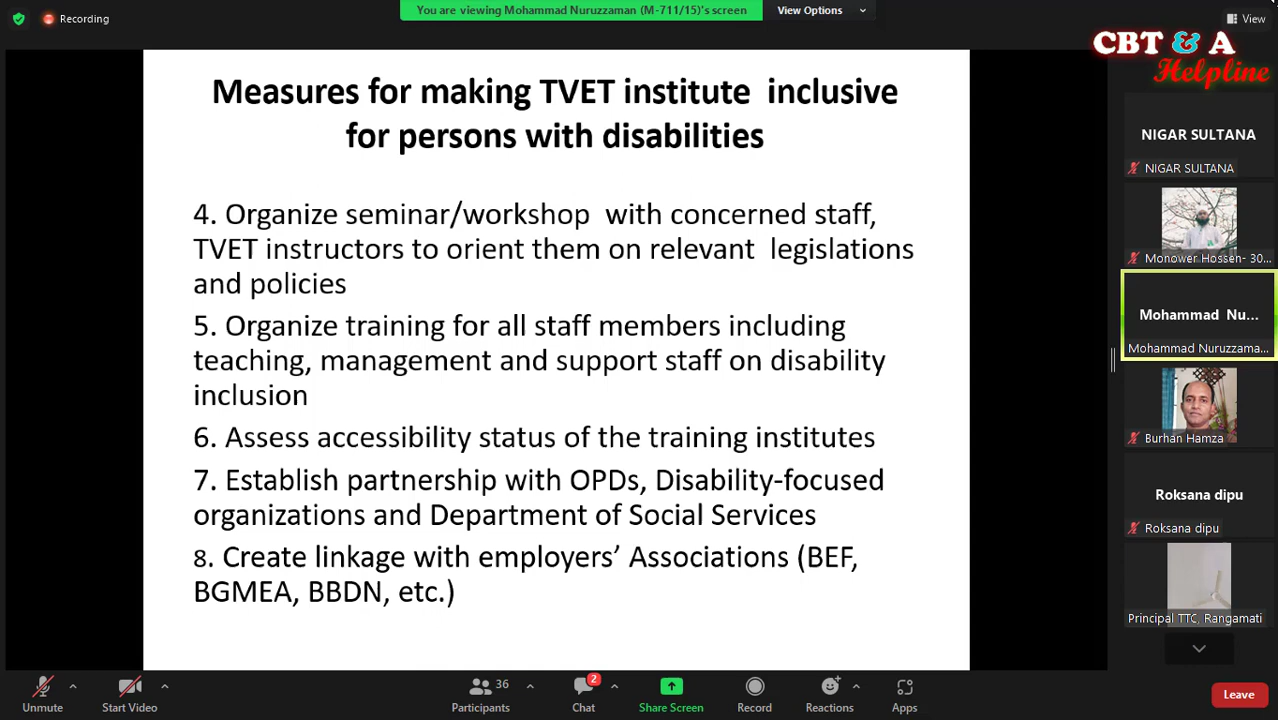 Recording
You are viewing Mohammad Nuruzzaman (M-711/15)'s screen
View Options
View
CBT & A
Helpline
Measures for making TVET institute inclusive
for persons with disabilities
4. Organize seminar/workshop with concerned staff,
TVET instructors to orient them on relevant legislations
and policies
5. Organize training for all staff members including
teaching, management and support staff on disability
inclusion
6. Assess accessibility status of the training institutes
7. Establish partnership with OPDs, Disability-focused
organizations and Department of Social Services
8. Create linkage with employers’ Associations (BEF,
BGMEA, BBDN, etc.)
NIGAR SULTANA
NIGAR SULTANA
Monower Hossen- 30...
Mohammad Nu...
Mohammad Nuruzzama...
Burhan Hamza
Roksana dipu
Roksana dipu
Principal TTC, Rangamati
Unmute
Start Video
36
Participants
2
Chat
Share Screen
Record
Reactions
Apps
Leave